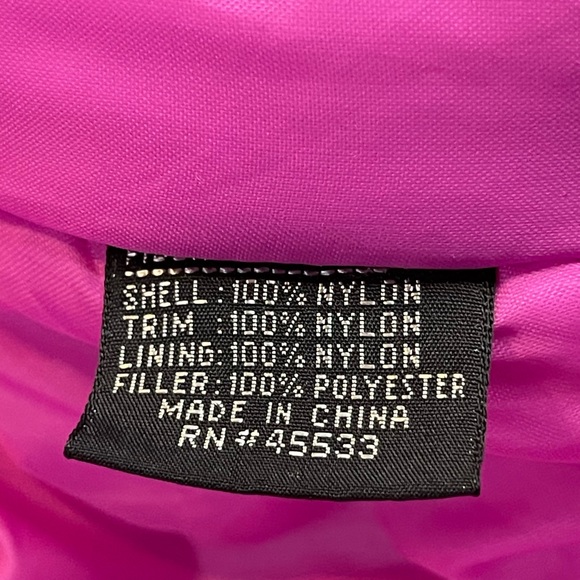 SHELL : 100% NYLON
TRIM : 100% NYLON
LINING: 100% NYLON
FILLER: 100% POLYESTER
MADE IN CHINA
RN # 45533